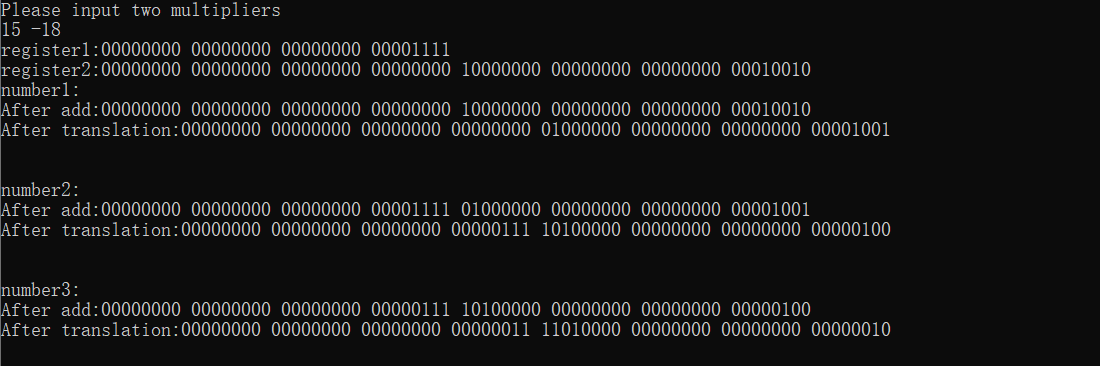 Please input two multipliers
15 -18
register1:00000000 00000000 00000000 00001111
register2:00000000 00000000 00000000 00000000 10000000 00000000 00000000 00010010
number1:
After add:00000000 00000000 00000000 00000000 10000000 00000000 00000000 00010010
After translation:00000000 00000000 00000000 00000000 01000000 00000000 00000000 00001001
number2:
After add:00000000 00000000 00000000 00001111 01000000 00000000 00000000 00001001
After translation:00000000 00000000 00000000 00000111 10100000 00000000 00000000 00000100
number3:
After add:00000000 00000000 00000000 00000111 10100000 00000000 00000000 00000100
After translation:00000000 00000000 00000000 00000011 11010000 00000000 00000000 00000010